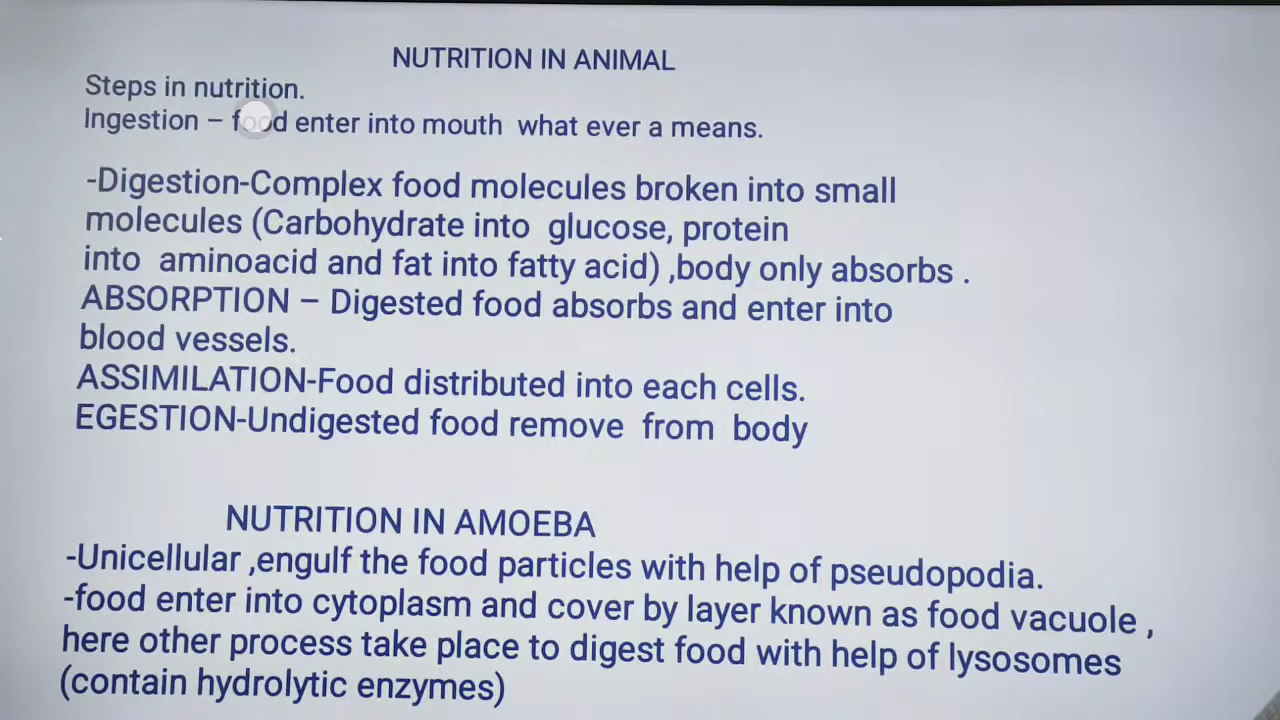 NUTRITION IN ANIMAL
Steps in nutrition.
Ingestion – food enter into mouth what ever a means.
-Digestion-Complex food molecules broken into small
molecules (Carbohydrate into glucose, protein
into aminoacid and fat into fatty acid) ,body only absorbs .
ABSORPTION – Digested food absorbs and enter into
blood vessels.
ASSIMILATION-Food distributed into each cells.
EGESTION-Undigested food remove from body
NUTRITION IN AMOEBA
-Unicellular ,engulf the food particles with help of pseudopodia.
-food enter into cytoplasm and cover by layer known as food vacuole ,
here other process take place to digest food with help of lysosomes
(contain hydrolytic enzymes)